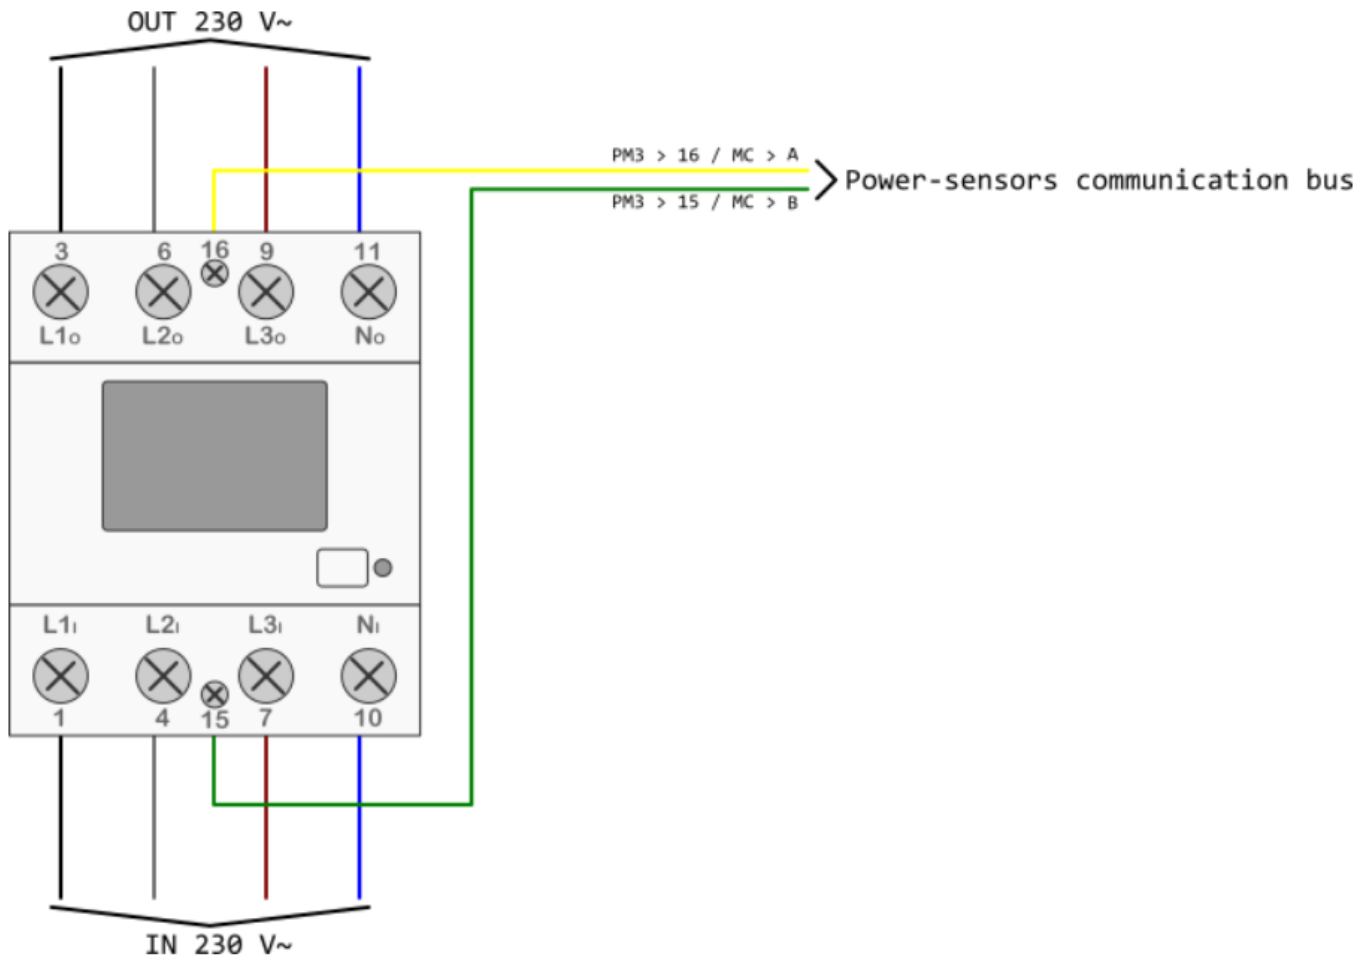 OUT 230 V~
PM3 > 16 / MC > A
Power-sensors communication bus
PM3 > 15 / MC > B
3 6 16 9 11
L1o L2o L3o No
L1I L2I L3I NI
1 4 15 7 10
IN 230 V~